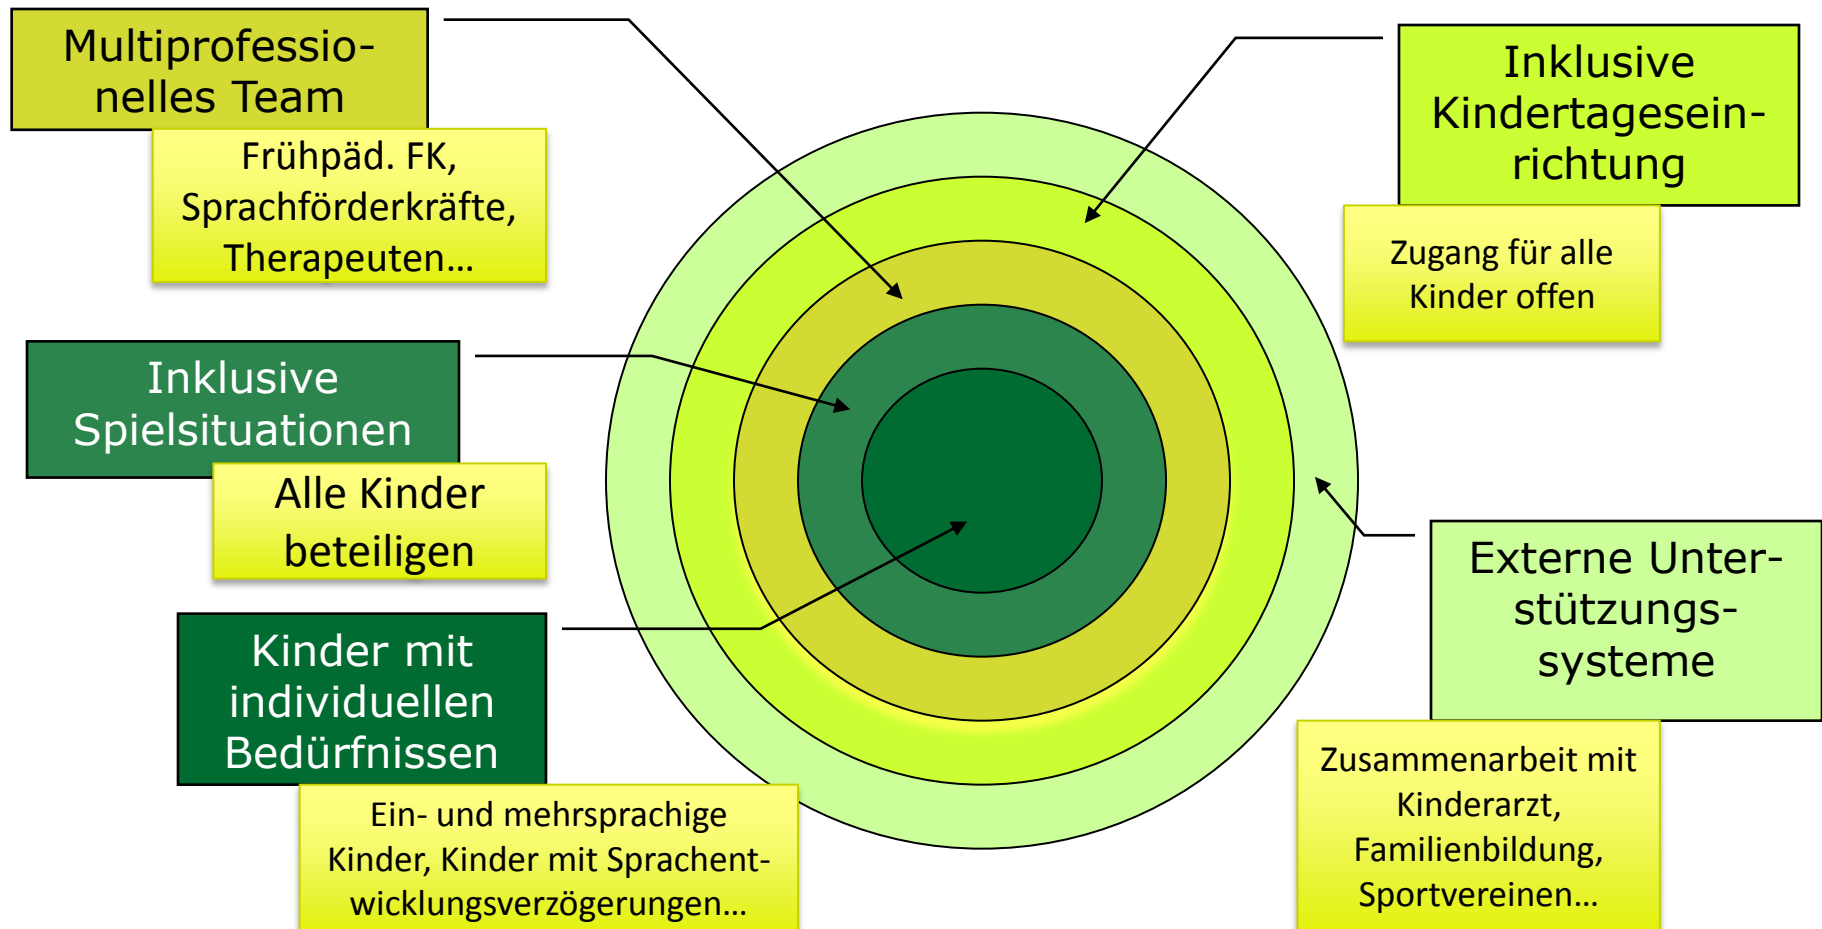 Multiprofessio-
nelles Team
Frühpäd. FK,
Sprachförderkräfte,
Therapeuten...
Inklusive
Spielsituationen
Alle Kinder
beteiligen
Kinder mit
individuellen
Bedürfnissen
Ein- und mehrsprachige
Kinder, Kinder mit Sprachent-
wicklungsverzögerungen...
Inklusive
Kindertagesein-
richtung
Zugang für alle
Kinder offen
Externe Unter-
stützungs-
systeme
Zusammenarbeit mit
Kinderarzt,
Familienbildung,
Sportvereinen...